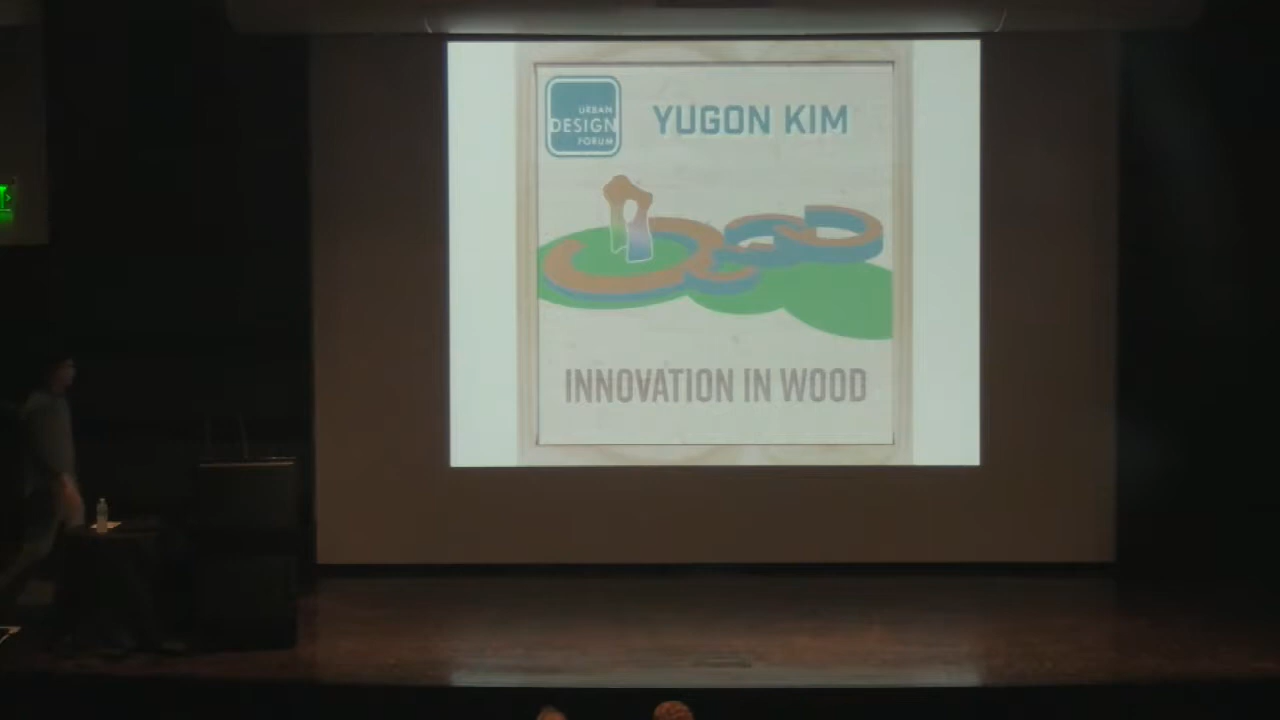 URBAN
DESIGN
FORUM
YUGON KIM
INNOVATION IN WOOD